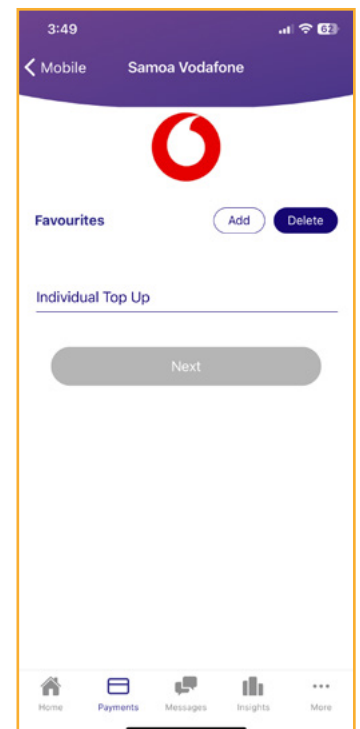 3:49 62
Mobile Samoa Vodafone
Favourites Add Delete
Individual Top Up
Next
Home Payments Messages Insights More